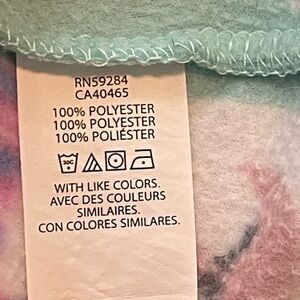 RN59284
CA40465
100% POLYESTER
100% POLYESTER
100% POLIÉSTER
WITH LIKE COLORS.
AVEC DES COULEURS
SIMILAIRES.
CON COLORES SIMILARES.